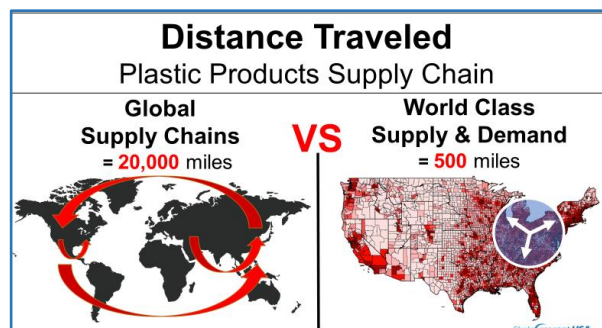 Distance Traveled
Plastic Products Supply Chain
Global
Supply Chains
= 20,000 miles
VS
World Class
Supply & Demand
= 500 miles